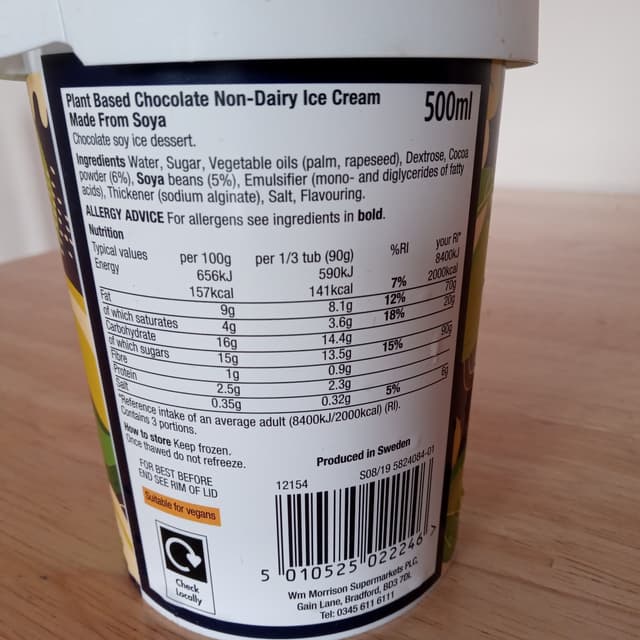 Plant Based Chocolate Non-Dairy Ice Cream
Made From Soya
500ml
Chocolate soy ice dessert.
Ingredients Water, Sugar, Vegetable oils (palm, rapeseed), Dextrose, Cocoa
powder (6%), Soya beans (5%), Emulsifier (mono- and diglycerides of fatty
acids), Thickener (sodium alginate), Salt, Flavouring.
ALLERGY ADVICE For allergens see ingredients in bold.
Nutrition
Typical values per 100g per 1/3 tub (90g) %RI your RI*
Energy 656kJ 590kJ 8400kJ
157kcal 141kcal 7% 2000kcal
Fat 9g 8.1g 12% 70g
of which saturates 4g 3.6g 18% 20g
Carbohydrate 16g 14.4g
of which sugars 15g 13.5g 15% 90g
Fibre 1g 0.9g
Protein 2.5g 2.3g
Salt 0.35g 0.32g 5% 6g
*Reference intake of an average adult (8400kJ/2000kcal) (RI).
Contains 3 portions.
How to store Keep frozen.
Once thawed do not refreeze.
FOR BEST BEFORE
END SEE RIM OF LID
Suitable for vegans
Check
Locally
Produced in Sweden
12154 S08/19 5824084-01
5 010525 022246 >
Wm Morrison Supermarkets PLC,
Gain Lane, Bradford, BD3 7DL
Tel: 0345 611 6111